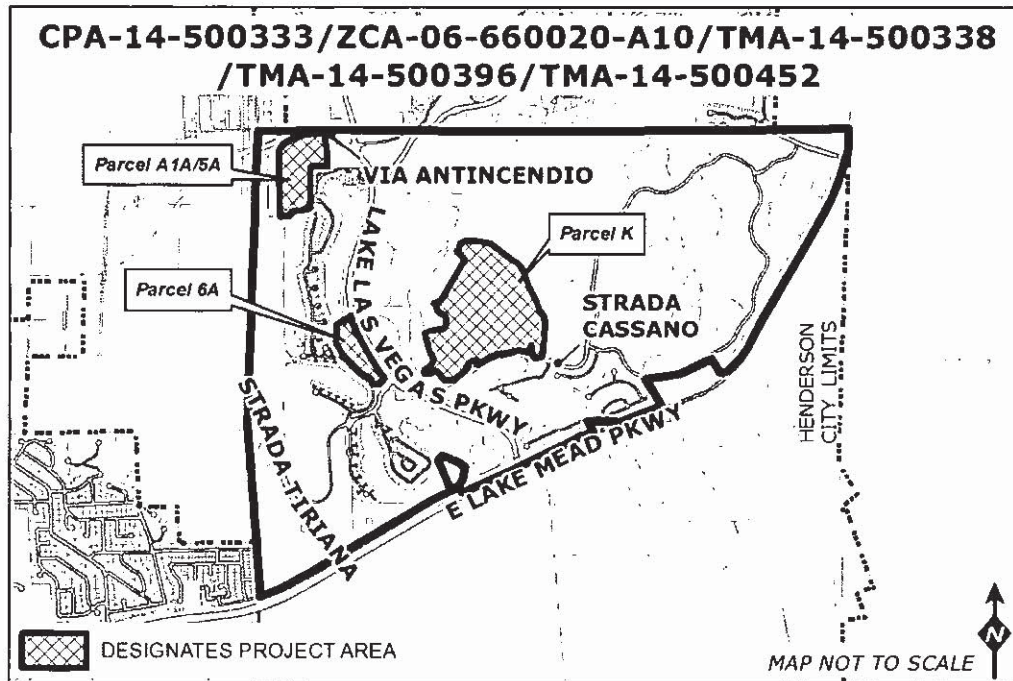 CPA-14-500333/ZCA-06-660020-A10/TMA-14-500338
/TMA-14-500396/TMA-14-500452
Parcel A1A/5A
VIA ANTINCENDIO
LAKE LAS VEGAS PKWY
Parcel K
Parcel 6A
STRADA
CASSANO
STRADA TIRIANA
E LAKE MEAD PKWY
HENDERSON
CITY LIMITS
DESIGNATES PROJECT AREA
N
MAP NOT TO SCALE